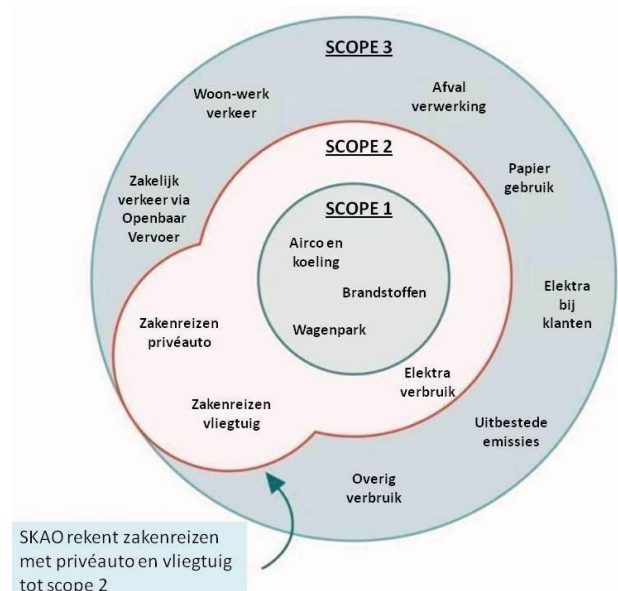 SCOPE 3
Woon-werk
verkeer
Afval
verwerking
SCOPE 2
Papier
gebruik
Zakelijk
verkeer via
Openbaar
Vervoer
SCOPE 1
Airco en
koeling
Brandstoffen
Wagenpark
Elektra
bij
klanten
Zakenreizen
privéauto
Elektra
verbruik
Zakenreizen
vliegtuig
Uitbestede
emissies
Overig
verbruik
SKAO rekent zakenreizen
met privéauto en vliegtuig
tot scope 2